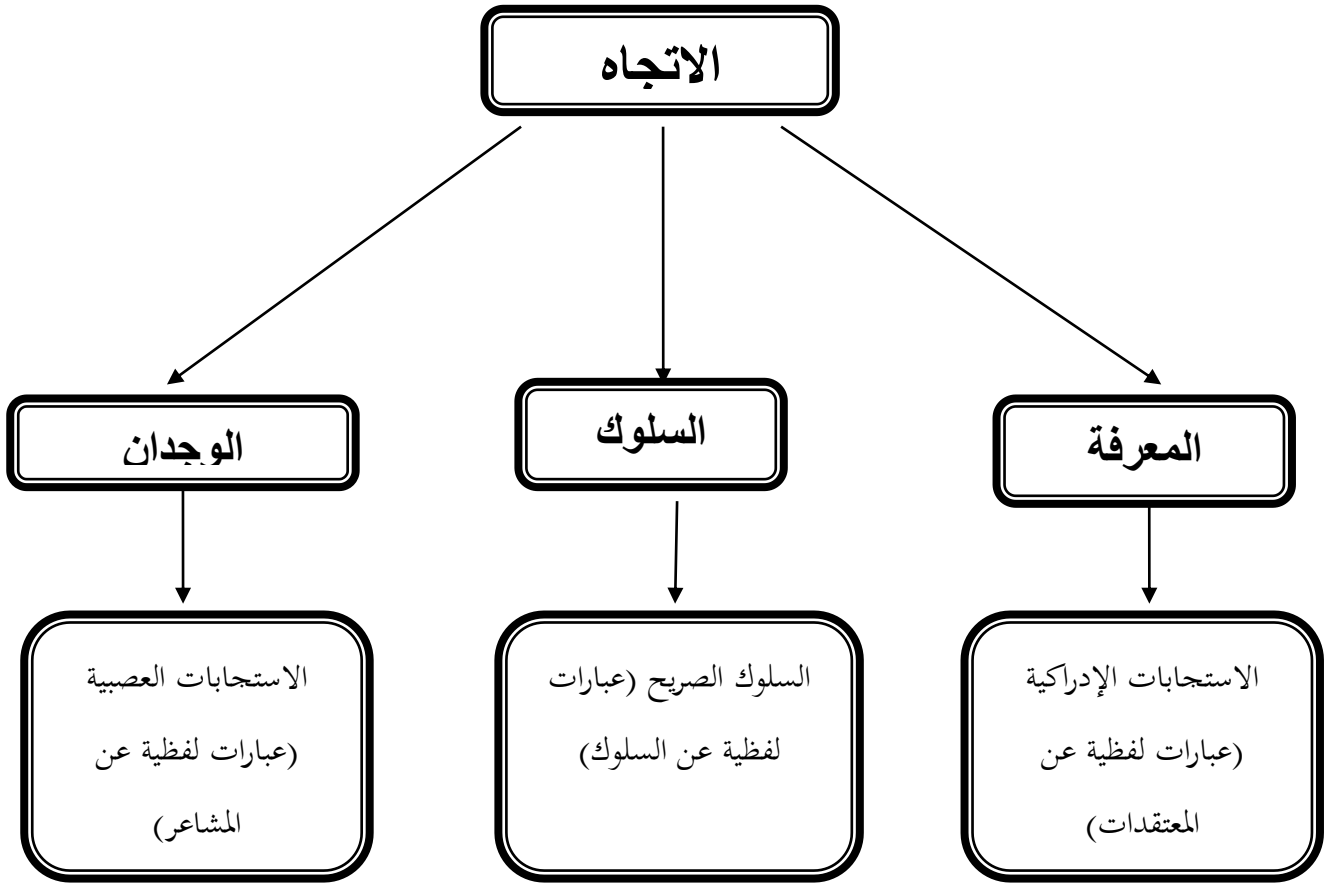 الاتجاه
المعرفة
السلوك
الوجدان
الاستجابات الإدراكية
(عبارات لفظية عن
المعتقدات)
السلوك الصريح (عبارات
لفظية عن السلوك)
الاستجابات العصبية
(عبارات لفظية عن
المشاعر)